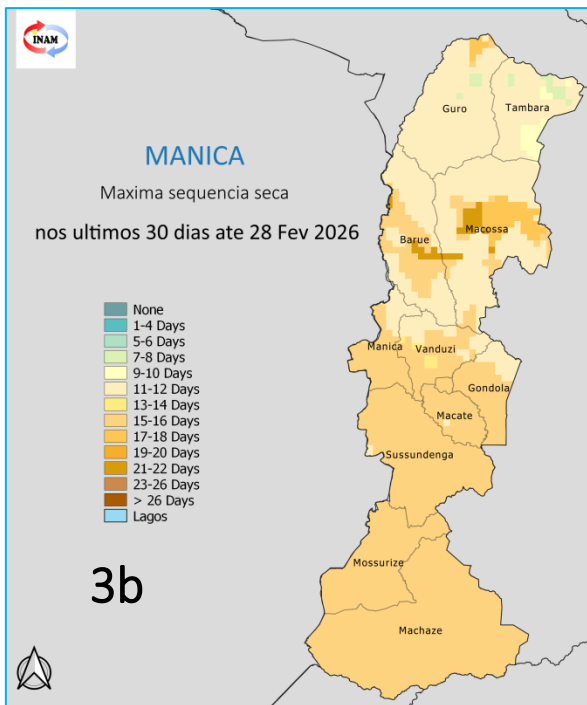 INAM
MANICA
Maxima sequencia seca
nos ultimos 30 dias ate 28 Fev 2026
None
1-4 Days
5-6 Days
7-8 Days
9-10 Days
11-12 Days
13-14 Days
15-16 Days
17-18 Days
19-20 Days
21-22 Days
23-26 Days
> 26 Days
Lagos
3b
Guro
Tambara
Barue
Macossa
Manica
Vanduzi
Gondola
Macate
Sussundenga
Mossurize
Machaze